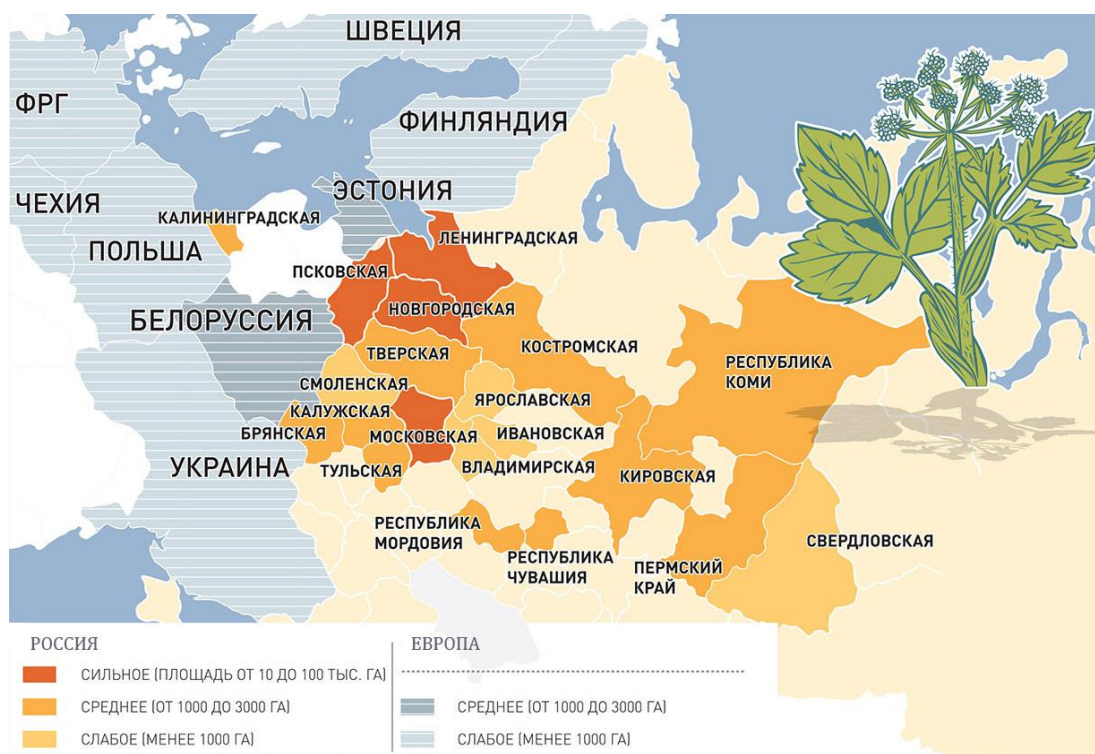 ШВЕЦИЯ
ФРГ
ФИНЛЯНДИЯ
ЭСТОНИЯ
ЧЕХИЯ
КАЛИНИНГРАДСКАЯ
ЛЕНИНГРАДСКАЯ
ПОЛЬША
ПСКОВСКАЯ
НОВГОРОДСКАЯ
БЕЛОРУССИЯ
КОСТРОМСКАЯ
ТВЕРСКАЯ
РЕСПУБЛИКА
КОМИ
СМОЛЕНСКАЯ
ЯРОСЛАВСКАЯ
КАЛУЖСКАЯ
БРЯНСКАЯ
МОСКОВСКАЯ
ИВАНОВСКАЯ
УКРАИНА
ТУЛЬСКАЯ
ВЛАДИМИРСКАЯ
КИРОВСКАЯ
РЕСПУБЛИКА
МОРДОВИЯ
РЕСПУБЛИКА
ЧУВАШИЯ
ПЕРМСКИЙ
КРАЙ
СВЕРДЛОВСКАЯ
РОССИЯ
СИЛЬНОЕ (ПЛОЩАДЬ ОТ 10 ДО 100 ТЫС. ГА)
СРЕДНЕЕ (ОТ 1000 ДО 3000 ГА)
СЛАБОЕ (МЕНЕЕ 1000 ГА)
ЕВРОПА
СРЕДНЕЕ (ОТ 1000 ДО 3000 ГА)
СЛАБОЕ (МЕНЕЕ 1000 ГА)